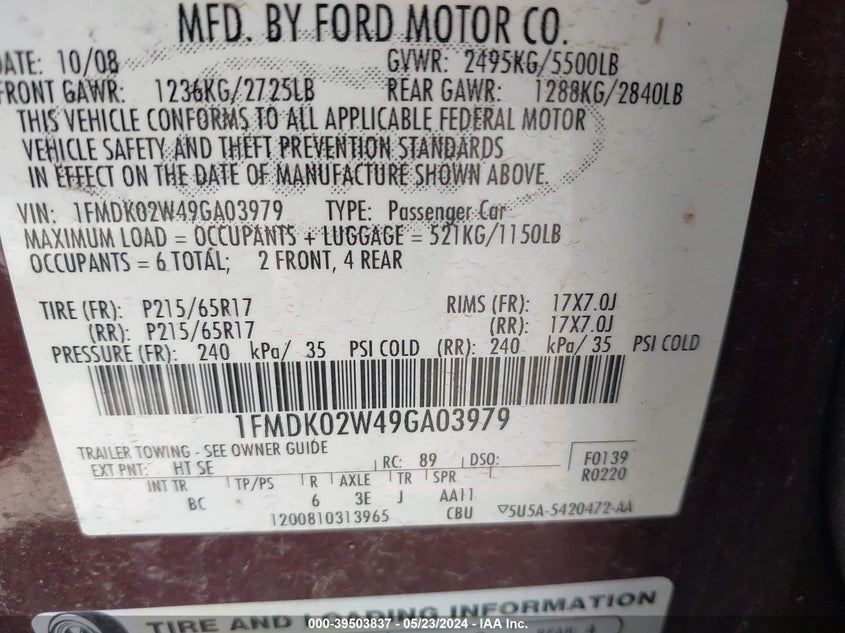 MFD. BY FORD MOTOR CO.
DATE: 10/08 GVWR: 2495KG/5500LB
FRONT GAWR: 1236KG/2725LB REAR GAWR: 1288KG/2840LB
THIS VEHICLE CONFORMS TO ALL APPLICABLE FEDERAL MOTOR
VEHICLE SAFETY AND THEFT PREVENTION STANDARDS
IN EFFECT ON THE DATE OF MANUFACTURE SHOWN ABOVE.
VIN: 1FMDK02W49GA03979 TYPE: Passenger Car
MAXIMUM LOAD = OCCUPANTS + LUGGAGE = 521KG/1150LB
OCCUPANTS = 6 TOTAL; 2 FRONT, 4 REAR
TIRE (FR): P215/65R17 RIMS (FR): 17X7.0J
(RR): P215/65R17 (RR): 17X7.0J
PRESSURE (FR): 240 kPa/ 35 PSI COLD (RR): 240 kPa/ 35 PSI COLD
1FMDK02W49GA03979
TRAILER TOWING - SEE OWNER GUIDE
EXT PNT: HT SE RC: 89 DSO: F0139
R0220
INT TR TP/PS R AXLE TR SPR
BC 6 3E J AA11
1200810313965 CBU 5U5A-5420472-AA
TIRE AND LOADING INFORMATION
REAR: 4
000-39503837 - 05/23/2024 - IAA Inc.